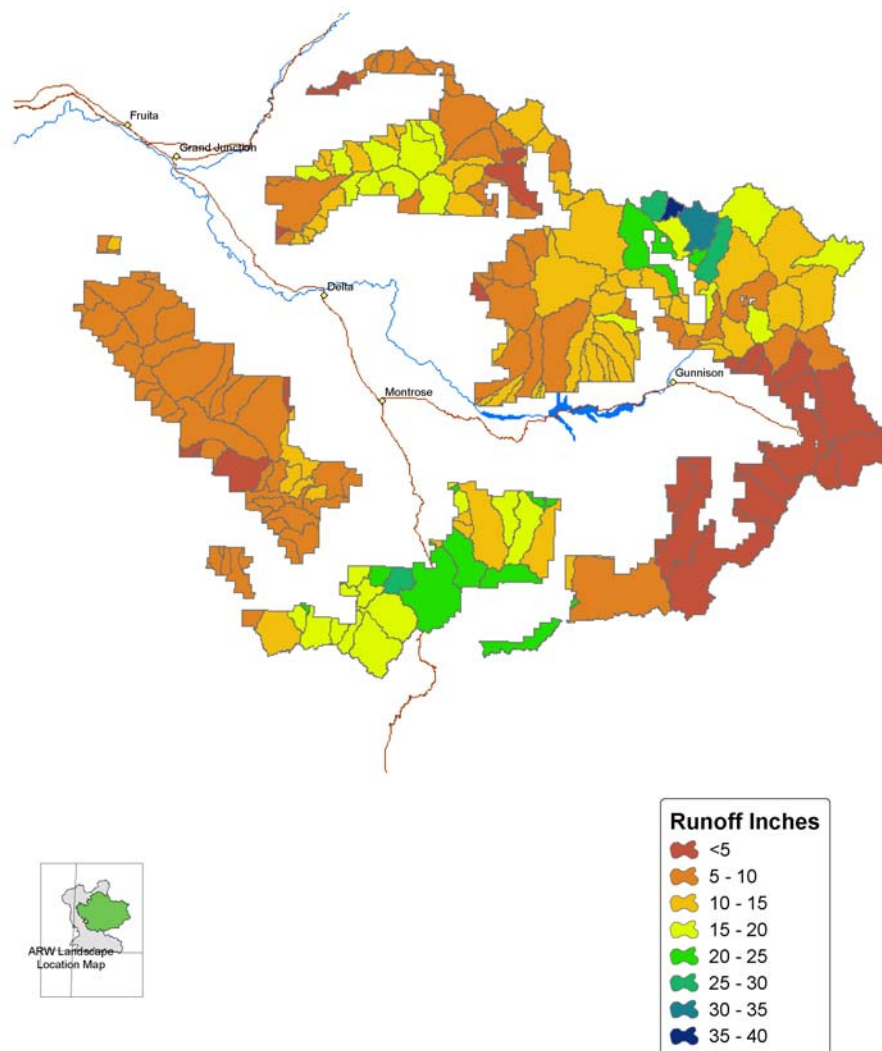 Fruita
Grand Junction
Delta
Montrose
Gunnison
Runoff Inches
<5
5 - 10
10 - 15
15 - 20
20 - 25
25 - 30
30 - 35
35 - 40
ARW Landscape
Location Map